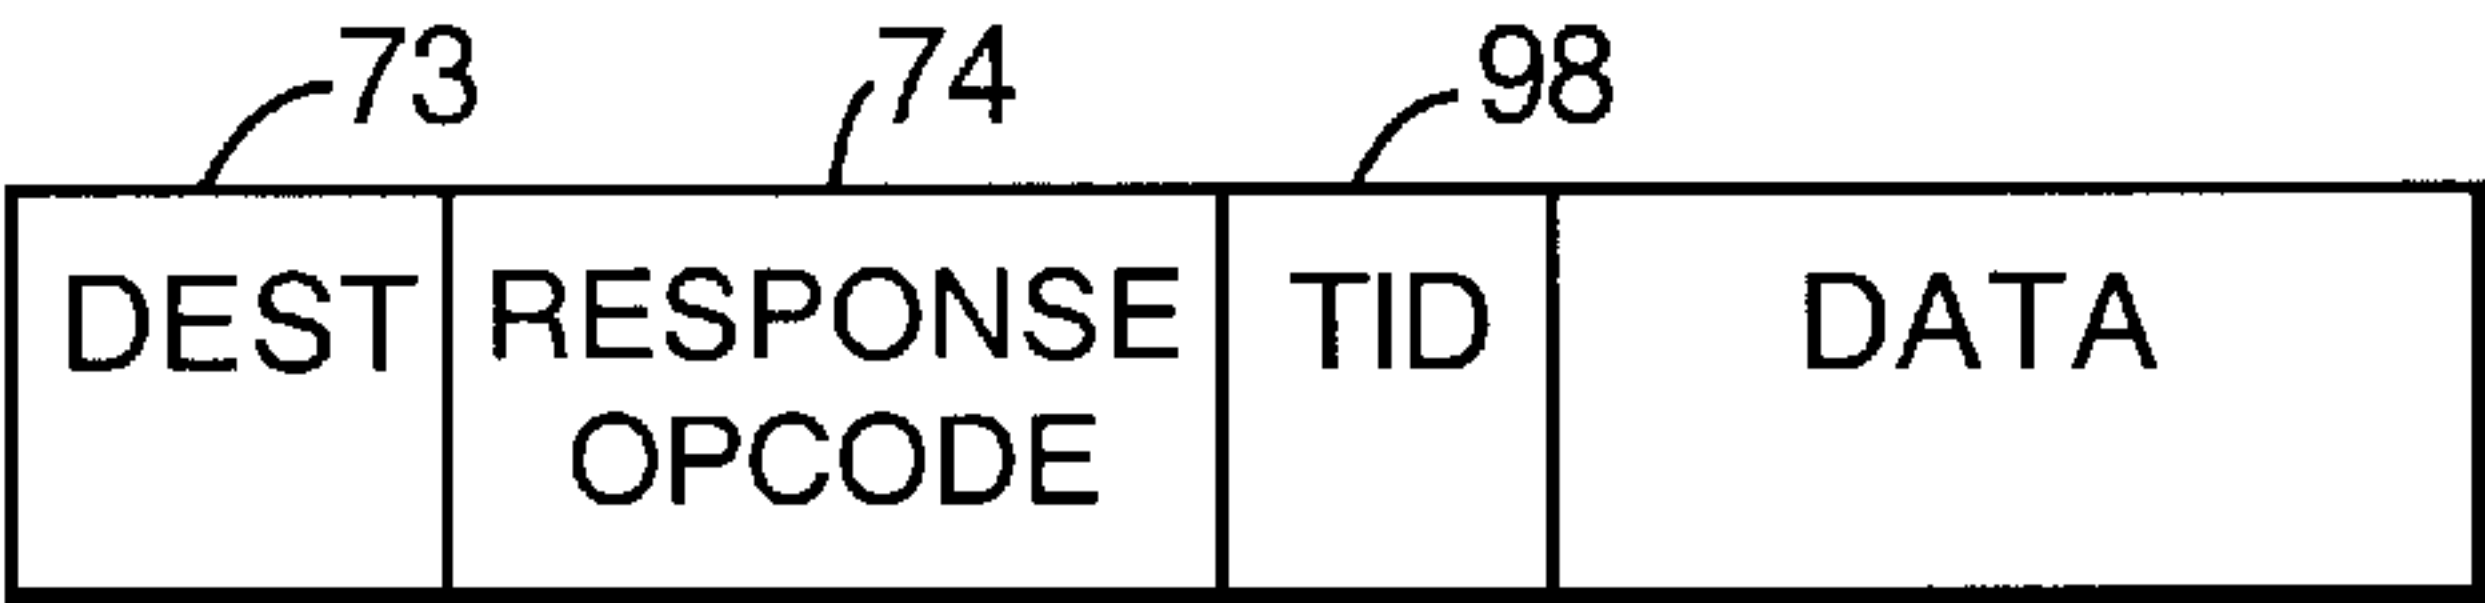 73 74 98
DEST RESPONSE TID DATA
OPCODE